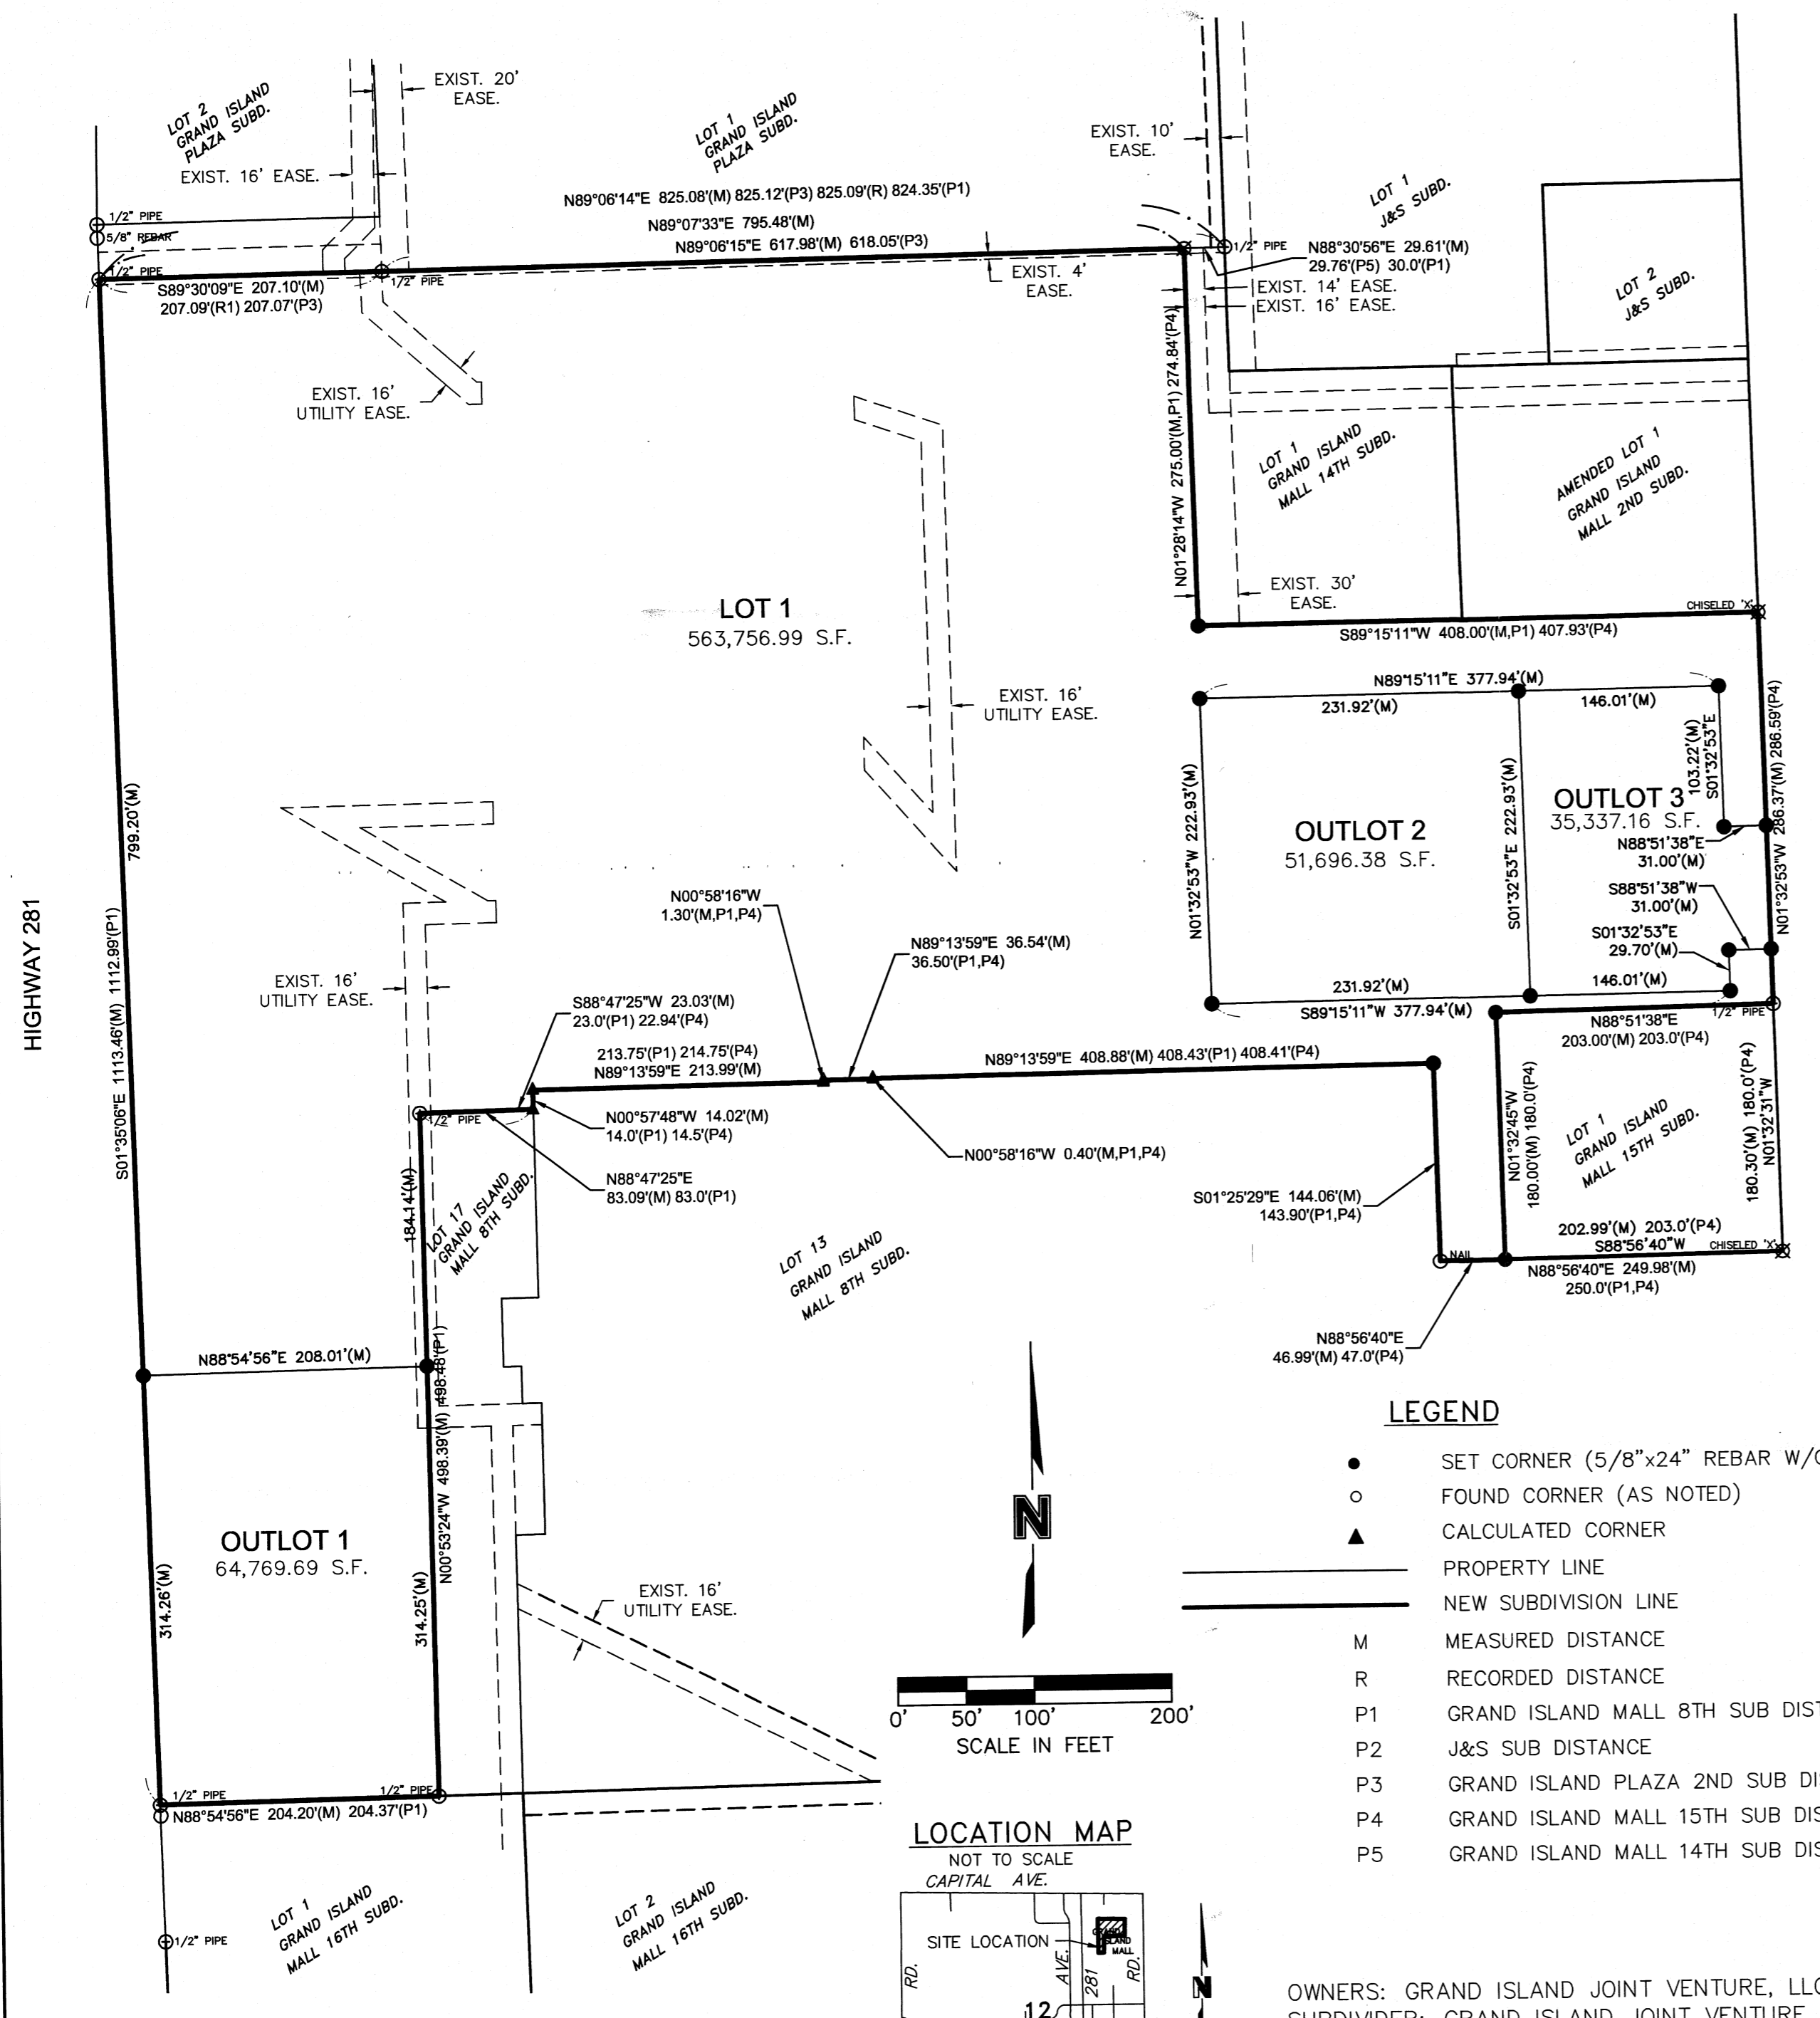 LOT 2
GRAND ISLAND
PLAZA SUBD.
EXIST. 20'
EASE.
EXIST. 16' EASE.
LOT 1
GRAND ISLAND
PLAZA SUBD.
EXIST. 10'
EASE.
LOT 1
J&S SUBD.
LOT 2
J&S SUBD.
1/2" PIPE
5/8" REBAR
1/2" PIPE
N89°06'14"E 825.08'(M) 825.12'(P3) 825.09'(R) 824.35'(P1)
N89°07'33"E 795.48'(M)
N89°06'15"E 617.98'(M) 618.05'(P3)
S89°30'09"E 207.10'(M)
207.09'(R1) 207.07'(P3)
1/2" PIPE
EXIST. 4'
EASE.
1/2" PIPE
N88°30'56"E 29.61'(M)
29.76'(P5) 30.0'(P1)
EXIST. 14' EASE.
EXIST. 16' EASE.
EXIST. 16'
UTILITY EASE.
N01°28'14"W 275.00'(M,P1) 274.84'(P4)
LOT 1
GRAND ISLAND
MALL 14TH SUBD.
AMENDED LOT 1
GRAND ISLAND
MALL 2ND SUBD.
EXIST. 30'
EASE.
CHISELED 'X'
S89°15'11"W 408.00'(M,P1) 407.93'(P4)
LOT 1
563,756.99 S.F.
EXIST. 16'
UTILITY EASE.
N89°15'11"E 377.94'(M)
231.92'(M)
146.01'(M)
N01°32'53"W 222.93'(M)
OUTLOT 2
51,696.38 S.F.
S01°32'53"E 222.93'(M)
OUTLOT 3
35,337.16 S.F.
103.22'(M)
S01°32'53"E
N88°51'38"E
31.00'(M)
S88°51'38"W
31.00'(M)
S01°32'53"E
29.70'(M)
N01°32'53"W 286.37'(M) 286.59'(P4)
231.92'(M)
146.01'(M)
S89°15'11"W 377.94'(M)
1/2" PIPE
N88°51'38"E
203.00'(M) 203.0'(P4)
HIGHWAY 281
799.20'(M)
S01°35'06"E 1113.46'(M) 1112.99'(P1)
EXIST. 16'
UTILITY EASE.
N00°58'16"W
1.30'(M,P1,P4)
N89°13'59"E 36.54'(M)
36.50'(P1,P4)
S88°47'25"W 23.03'(M)
23.0'(P1) 22.94'(P4)
213.75'(P1) 214.75'(P4)
N89°13'59"E 213.99'(M)
N89°13'59"E 408.88'(M) 408.43'(P1) 408.41'(P4)
1/2" PIPE
N00°57'48"W 14.02'(M)
14.0'(P1) 14.5'(P4)
N88°47'25"E
83.09'(M) 83.0'(P1)
N00°58'16"W 0.40'(M,P1,P4)
S01°25'29"E 144.06'(M)
143.90'(P1,P4)
N01°32'45"W
180.00'(M) 180.0'(P4)
LOT 1
GRAND ISLAND
MALL 15TH SUBD.
180.30'(M) 180.0'(P4)
N01°32'31"W
202.99'(M) 203.0'(P4)
S88°56'40"W
CHISELED 'X'
NAIL
N88°56'40"E 249.98'(M)
250.0'(P1,P4)
N88°56'40"E
46.99'(M) 47.0'(P4)
184.14'(M)
LOT 17
GRAND ISLAND
MALL 8TH SUBD.
LOT 13
GRAND ISLAND
MALL 8TH SUBD.
N88°54'56"E 208.01'(M)
N00°53'24"W 498.39'(M) 498.48'(P1)
OUTLOT 1
64,769.69 S.F.
314.26'(M)
314.25'(M)
EXIST. 16'
UTILITY EASE.
1/2" PIPE
1/2" PIPE
N88°54'56"E 204.20'(M) 204.37'(P1)
LOT 1
GRAND ISLAND
MALL 16TH SUBD.
LOT 2
GRAND ISLAND
MALL 16TH SUBD.
1/2" PIPE
N
0' 50' 100' 200'
SCALE IN FEET
LEGEND
SET CORNER (5/8"x24" REBAR W/
FOUND CORNER (AS NOTED)
CALCULATED CORNER
PROPERTY LINE
NEW SUBDIVISION LINE
M MEASURED DISTANCE
R RECORDED DISTANCE
P1 GRAND ISLAND MALL 8TH SUB DIST
P2 J&S SUB DISTANCE
P3 GRAND ISLAND PLAZA 2ND SUB DI
P4 GRAND ISLAND MALL 15TH SUB DIS
P5 GRAND ISLAND MALL 14TH SUB DIS
LOCATION MAP
NOT TO SCALE
CAPITAL AVE.
SITE LOCATION
GRAND
ISLAND
MALL
RD.
AVE.
281
RD.
12
N
OWNERS: GRAND ISLAND JOINT VENTURE, LLC
SUBDIVIDER: GRAND ISLAND JOINT VENTURE